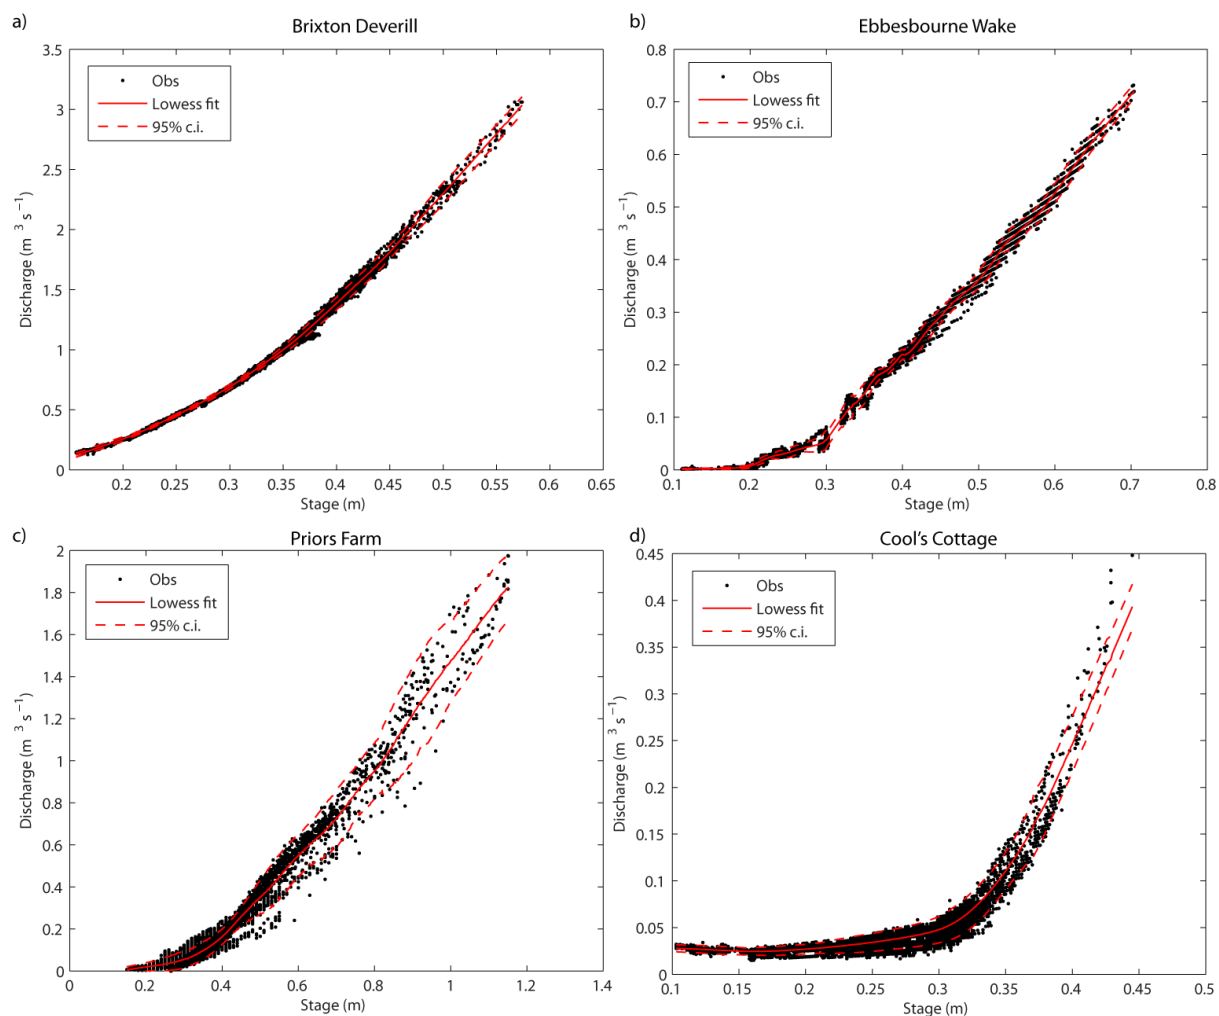 a) Brixton Deverill
3.5
3
2.5
2
1.5
1
0.5
0
Discharge (m 3 s −1)
Obs
Lowess fit
95% c.i.
0.2 0.25 0.3 0.35 0.4 0.45 0.5 0.55 0.6 0.65
Stage (m)
b) Ebbesbourne Wake
0.8
0.7
0.6
0.5
0.4
0.3
0.2
0.1
0
Discharge (m 3 s −1)
Obs
Lowess fit
95% c.i.
0.1 0.2 0.3 0.4 0.5 0.6 0.7 0.8
Stage (m)
c) Priors Farm
2
1.8
1.6
1.4
1.2
1
0.8
0.6
0.4
0.2
0
Discharge (m 3 s −1)
Obs
Lowess fit
95% c.i.
0 0.2 0.4 0.6 0.8 1 1.2 1.4
Stage (m)
d) Cool's Cottage
0.45
0.4
0.35
0.3
0.25
0.2
0.15
0.1
0.05
0
Discharge (m 3 s −1)
Obs
Lowess fit
95% c.i.
0.1 0.15 0.2 0.25 0.3 0.35 0.4 0.45 0.5
Stage (m)